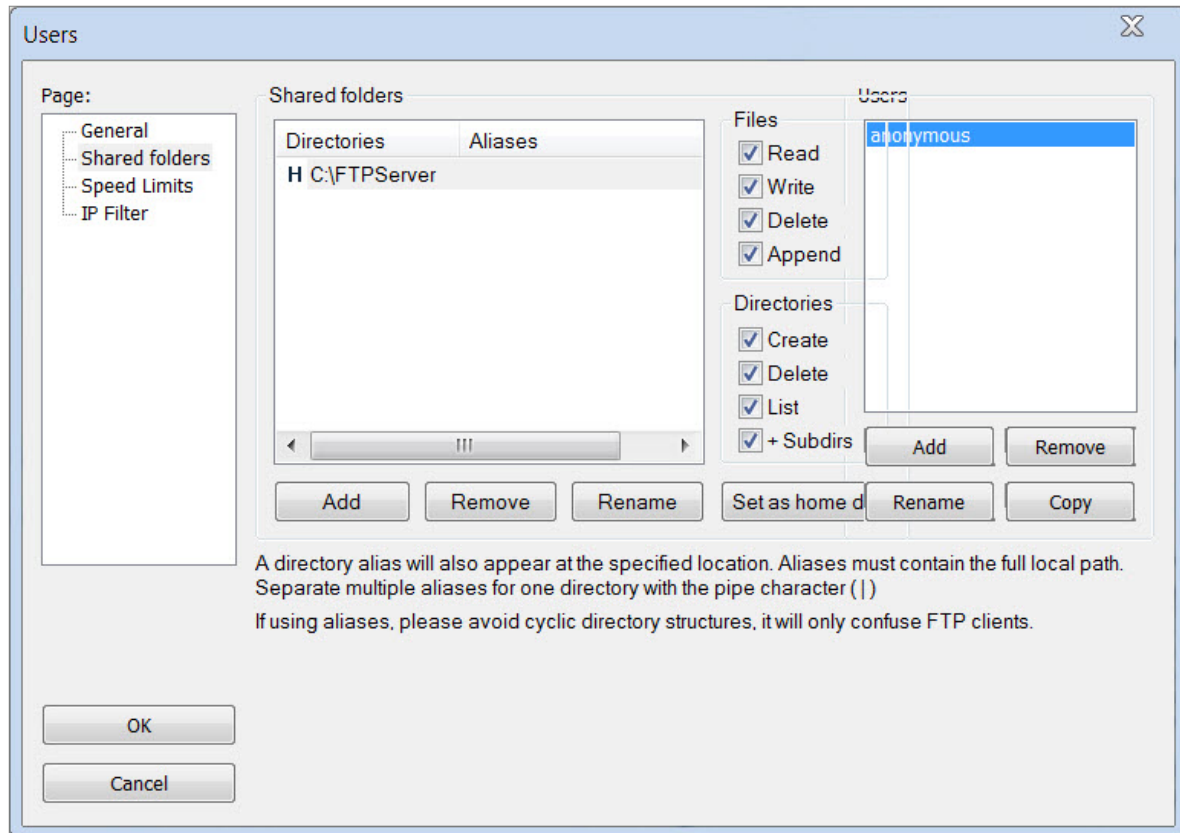 Users
Page:
General
Shared folders
Speed Limits
IP Filter
Shared folders
Directories Aliases
H C:\FTPServer
Files
Read
Write
Delete
Append
Directories
Create
Delete
List
+ Subdirs
Add Remove Rename Set as home d
Users
anonymous
Add Remove
Rename Copy
A directory alias will also appear at the specified location. Aliases must contain the full local path.
Separate multiple aliases for one directory with the pipe character ( | )
If using aliases, please avoid cyclic directory structures, it will only confuse FTP clients.
OK
Cancel